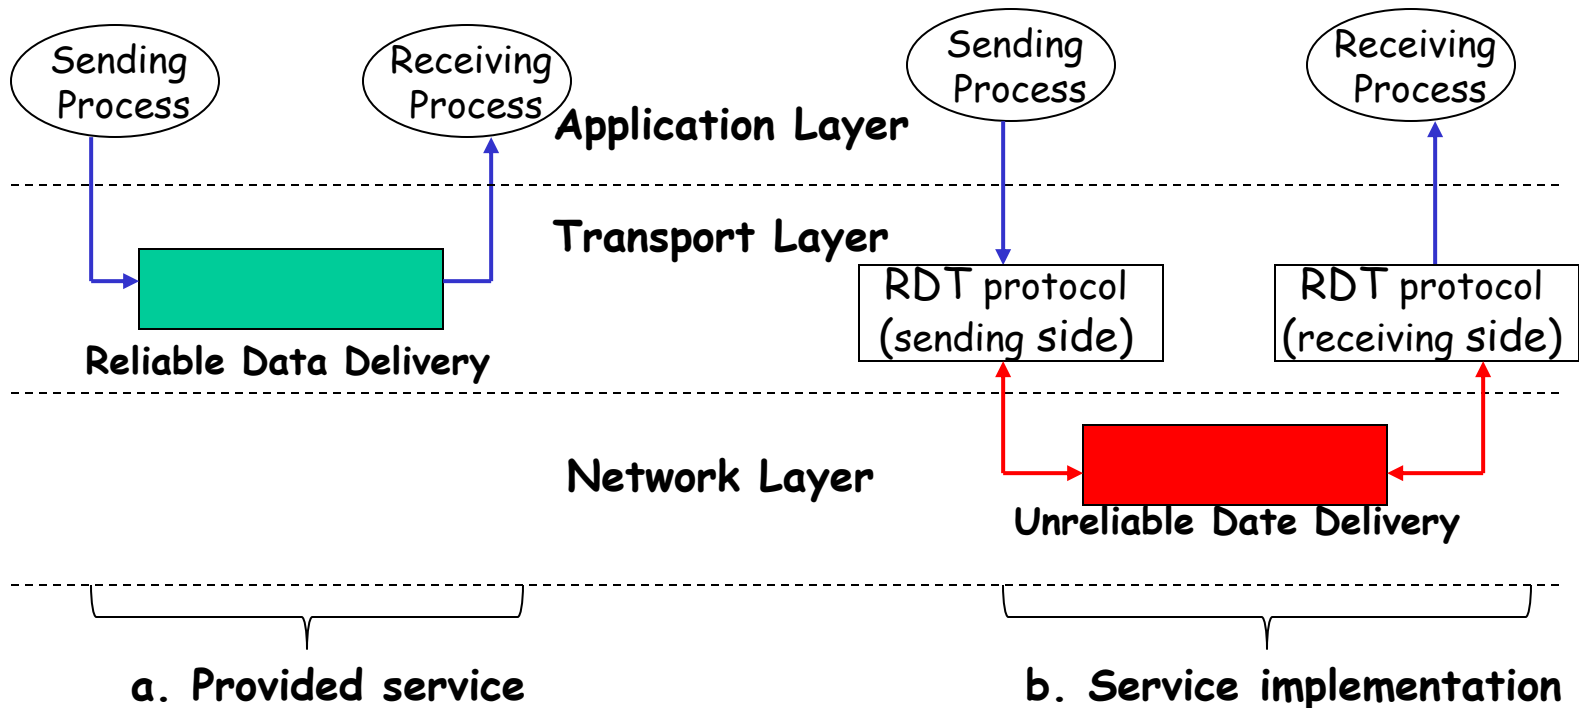 Sending
Process
Receiving
Process
Sending
Process
Receiving
Process
Application Layer
Transport Layer
RDT protocol
(sending side)
RDT protocol
(receiving side)
Reliable Data Delivery
Network Layer
Unreliable Date Delivery
a. Provided service
b. Service implementation